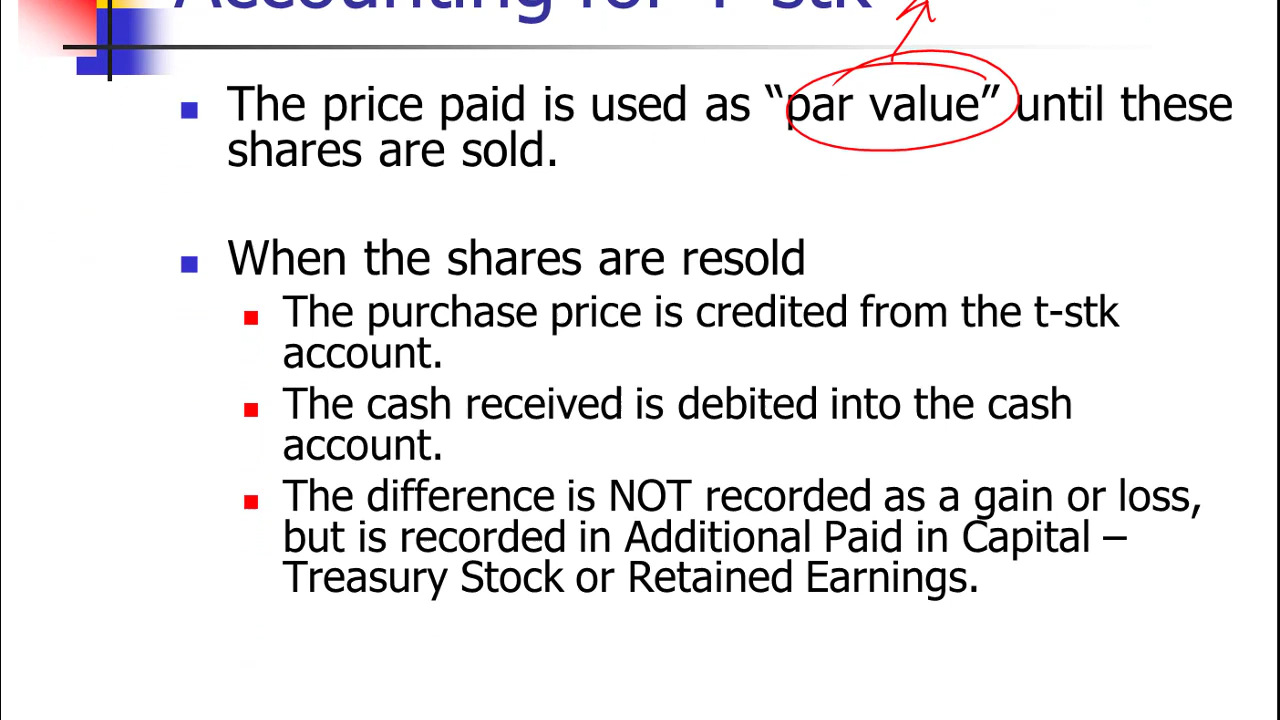 Accounting for T-Stk
The price paid is used as “par value” until these
shares are sold.
When the shares are resold
The purchase price is credited from the t-stk
account.
The cash received is debited into the cash
account.
The difference is NOT recorded as a gain or loss,
but is recorded in Additional Paid in Capital –
Treasury Stock or Retained Earnings.